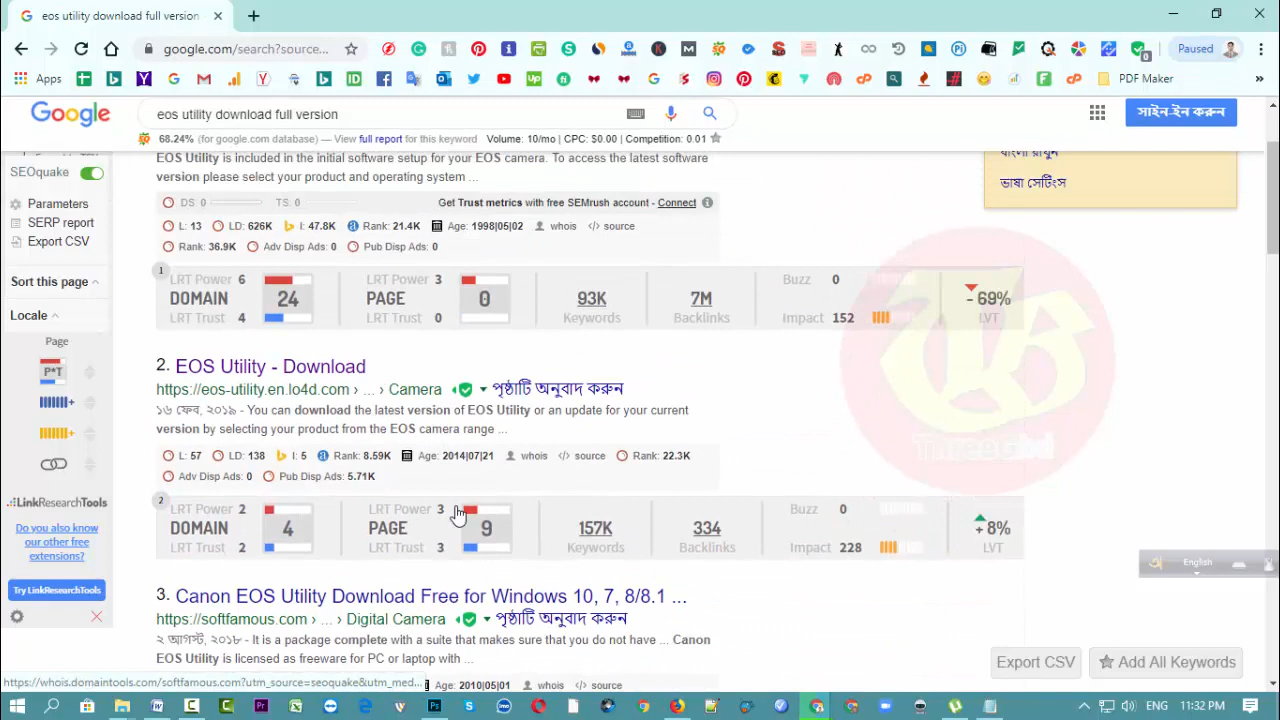 eos utility download full version
google.com/search?source...
Paused
Apps
PDF Maker
Google
eos utility download full version
সাইন-ইন করুন
68.24% (for google.com database) — View full report for this keyword
Volume: 10/mo | CPC: $0.00 | Competition: 0.01
SEOquake
Parameters
SERP report
Export CSV
Sort this page
Locale
Page
P*T
LinkResearchTools
Do you also know
our other free
extensions?
Try LinkResearchTools
EOS Utility is included in the initial software setup for your EOS camera. To access the latest software
version please select your product and operating system ...
DS: 0 TS: 0 Get Trust metrics with free SEMrush account - Connect
L: 13 LD: 626K I: 47.8K Rank: 21.4K Age: 1998|05|02 whois source
Rank: 36.9K Adv Disp Ads: 0 Pub Disp Ads: 0
1
LRT Power 6 LRT Power 3 Buzz 0
DOMAIN 24 PAGE 0 93K 7M - 69%
LRT Trust 4 LRT Trust 0 Keywords Backlinks Impact 152 LVT
2. EOS Utility - Download
https://eos-utility.en.lo4d.com › ... › Camera পৃষ্ঠাটি অনুবাদ করুন
১৬ ফেব, ২০১৯ - You can download the latest version of EOS Utility or an update for your current
version by selecting your product from the EOS camera range ...
L: 57 LD: 138 I: 5 Rank: 8.59K Age: 2014|07|21 whois source Rank: 22.3K
Adv Disp Ads: 0 Pub Disp Ads: 5.71K
2
LRT Power 2 LRT Power 3 Buzz 0
DOMAIN 4 PAGE 9 157K 334 + 8%
LRT Trust 2 LRT Trust 3 Keywords Backlinks Impact 228 LVT
3. Canon EOS Utility Download Free for Windows 10, 7, 8/8.1 ...
https://softfamous.com › ... › Digital Camera পৃষ্ঠাটি অনুবাদ করুন
২ আগস্ট, ২০১৮ - It is a package complete with a suite that makes sure that you do not have ... Canon
EOS Utility is licensed as freeware for PC or laptop with ...
Age: 2010|05|01 whois source
ভাষা সেটিংস
English
Export CSV
Add All Keywords
https://whois.domaintools.com/softfamous.com?utm_source=seoquake&utm_med...
ENG 11:32 PM